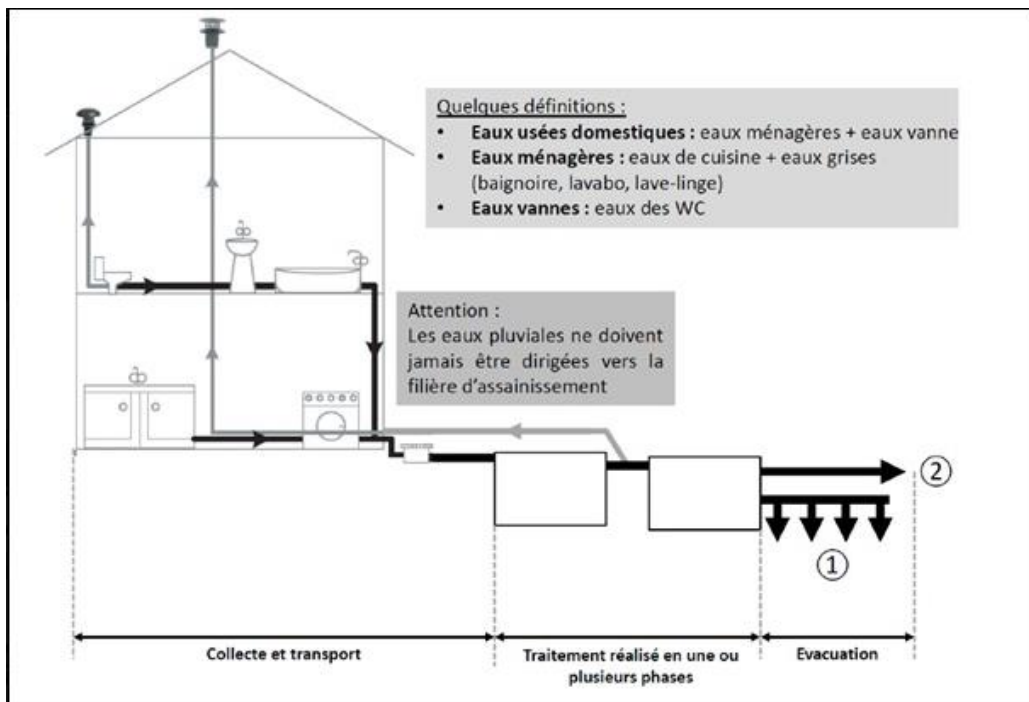 Quelques définitions :
• Eaux usées domestiques : eaux ménagères + eaux vanne
• Eaux ménagères : eaux de cuisine + eaux grises
(baignoire, lavabo, lave-linge)
• Eaux vannes : eaux des WC
Attention :
Les eaux pluviales ne doivent
jamais être dirigées vers la
filière d'assainissement
②
①
Collecte et transport
Traitement réalisé en une ou
plusieurs phases
Evacuation